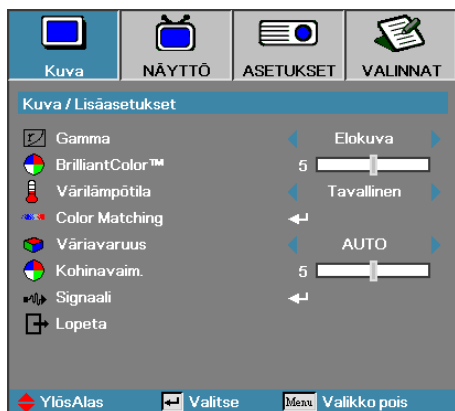 Kuva NÄYTTÖ ASETUKSET VALINNAT
Kuva / Lisäasetukset
Gamma Elokuva
BrilliantColor™ 5
Värilämpötila Tavallinen
Color Matching
Väriavaruus AUTO
Kohinavaim. 5
Signaali
Lopeta
YlösAlas Valitse Menu Valikko pois